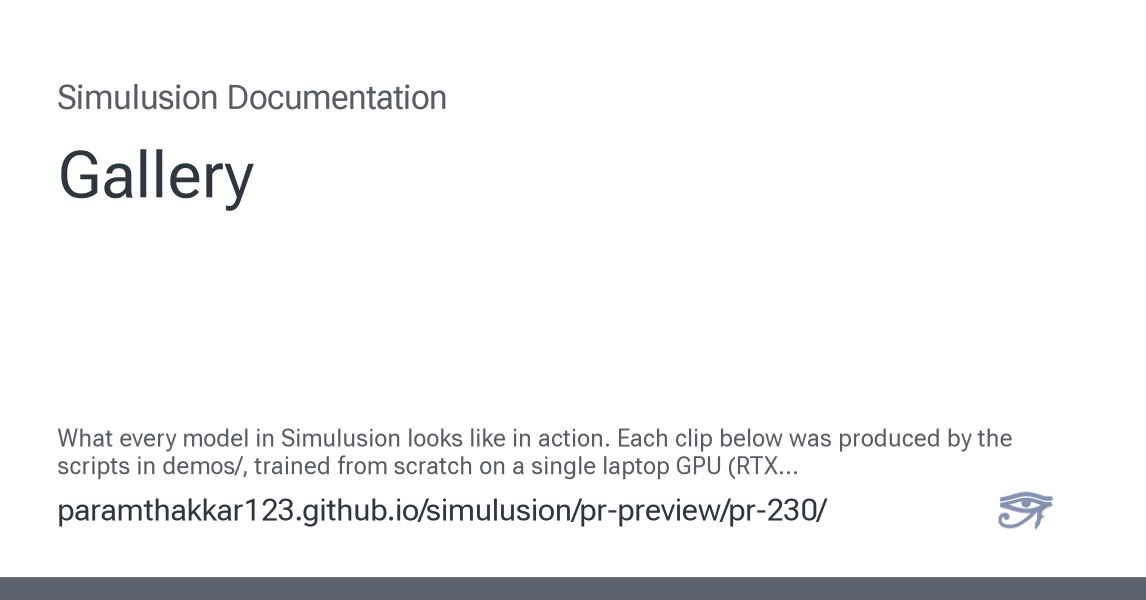 Simulusion Documentation
Gallery
What every model in Simulusion looks like in action. Each clip below was produced by the
scripts in demos/, trained from scratch on a single laptop GPU (RTX...
paramthakkar123.github.io/simulusion/pr-preview/pr-230/